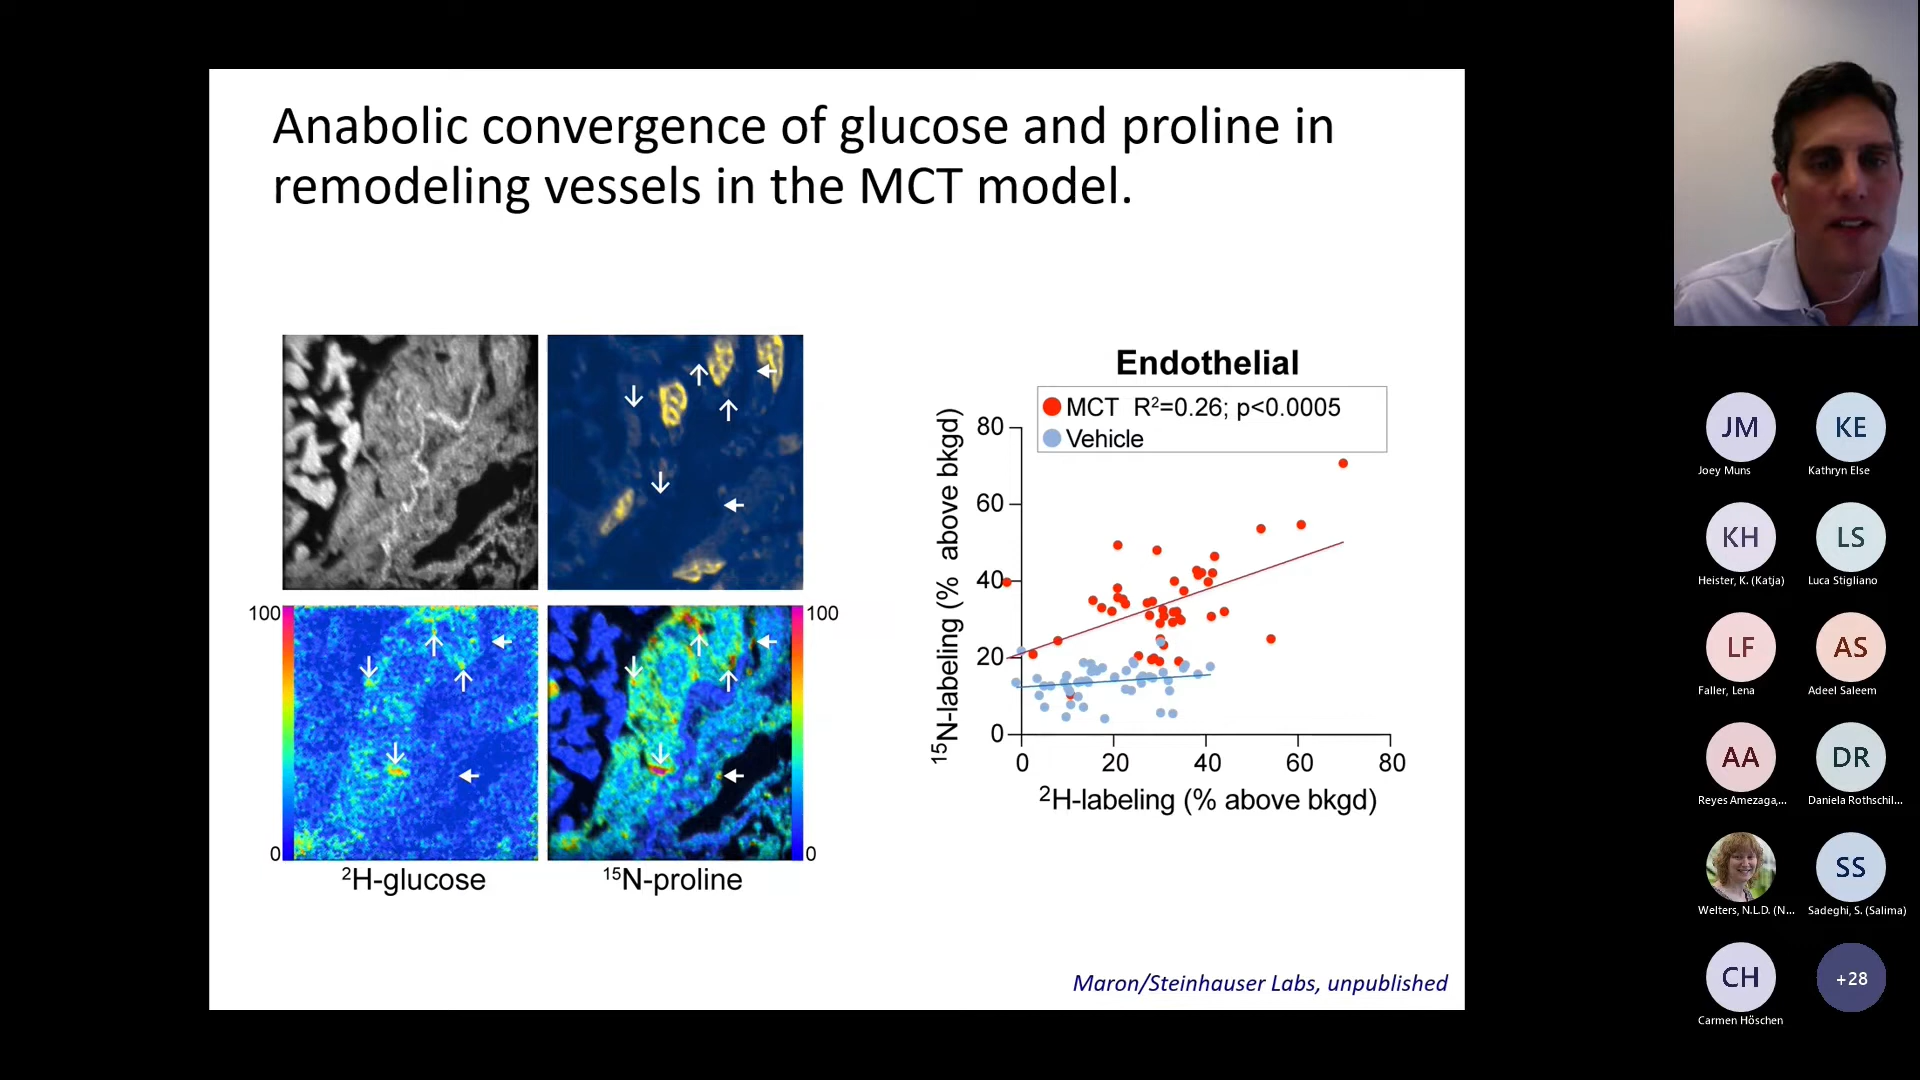 Anabolic convergence of glucose and proline in
remodeling vessels in the MCT model.
100
0
²H-glucose
100
0
¹⁵N-proline
Endothelial
MCT R²=0.26; p<0.0005
Vehicle
¹⁵N-labeling (% above bkgd)
80
60
40
20
0
0 20 40 60 80
²H-labeling (% above bkgd)
Maron/Steinhauser Labs, unpublished
JM
Joey Muns
KE
Kathryn Else
KH
Heister, K. (Katja)
LS
Luca Stigliano
LF
Faller, Lena
AS
Adeel Saleem
AA
Reyes Amezaga,...
DR
Daniela Rothschil...
Welters, N.L.D. (N...
SS
Sadeghi, S. (Salima)
CH
Carmen Höschen
+28